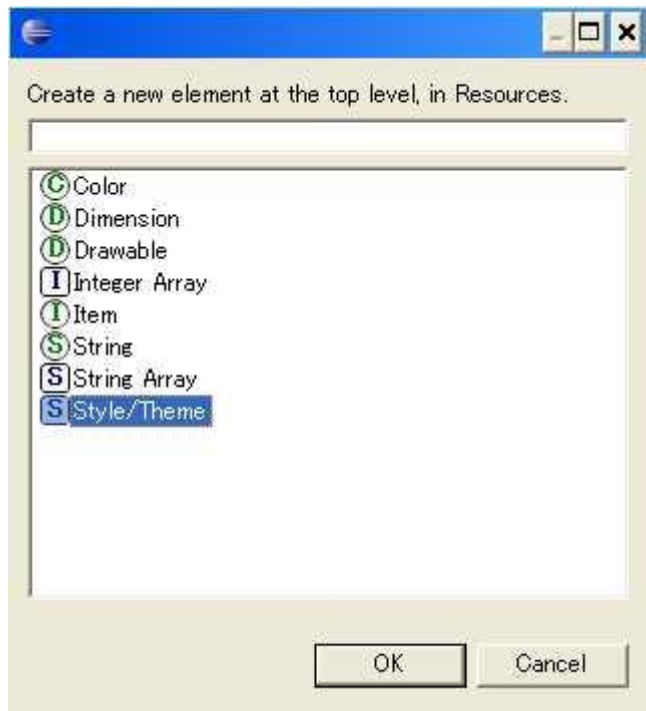 Create a new element at the top level, in Resources.
C Color
D Dimension
D Drawable
I Integer Array
I Item
S String
S String Array
S Style/Theme
OK Cancel